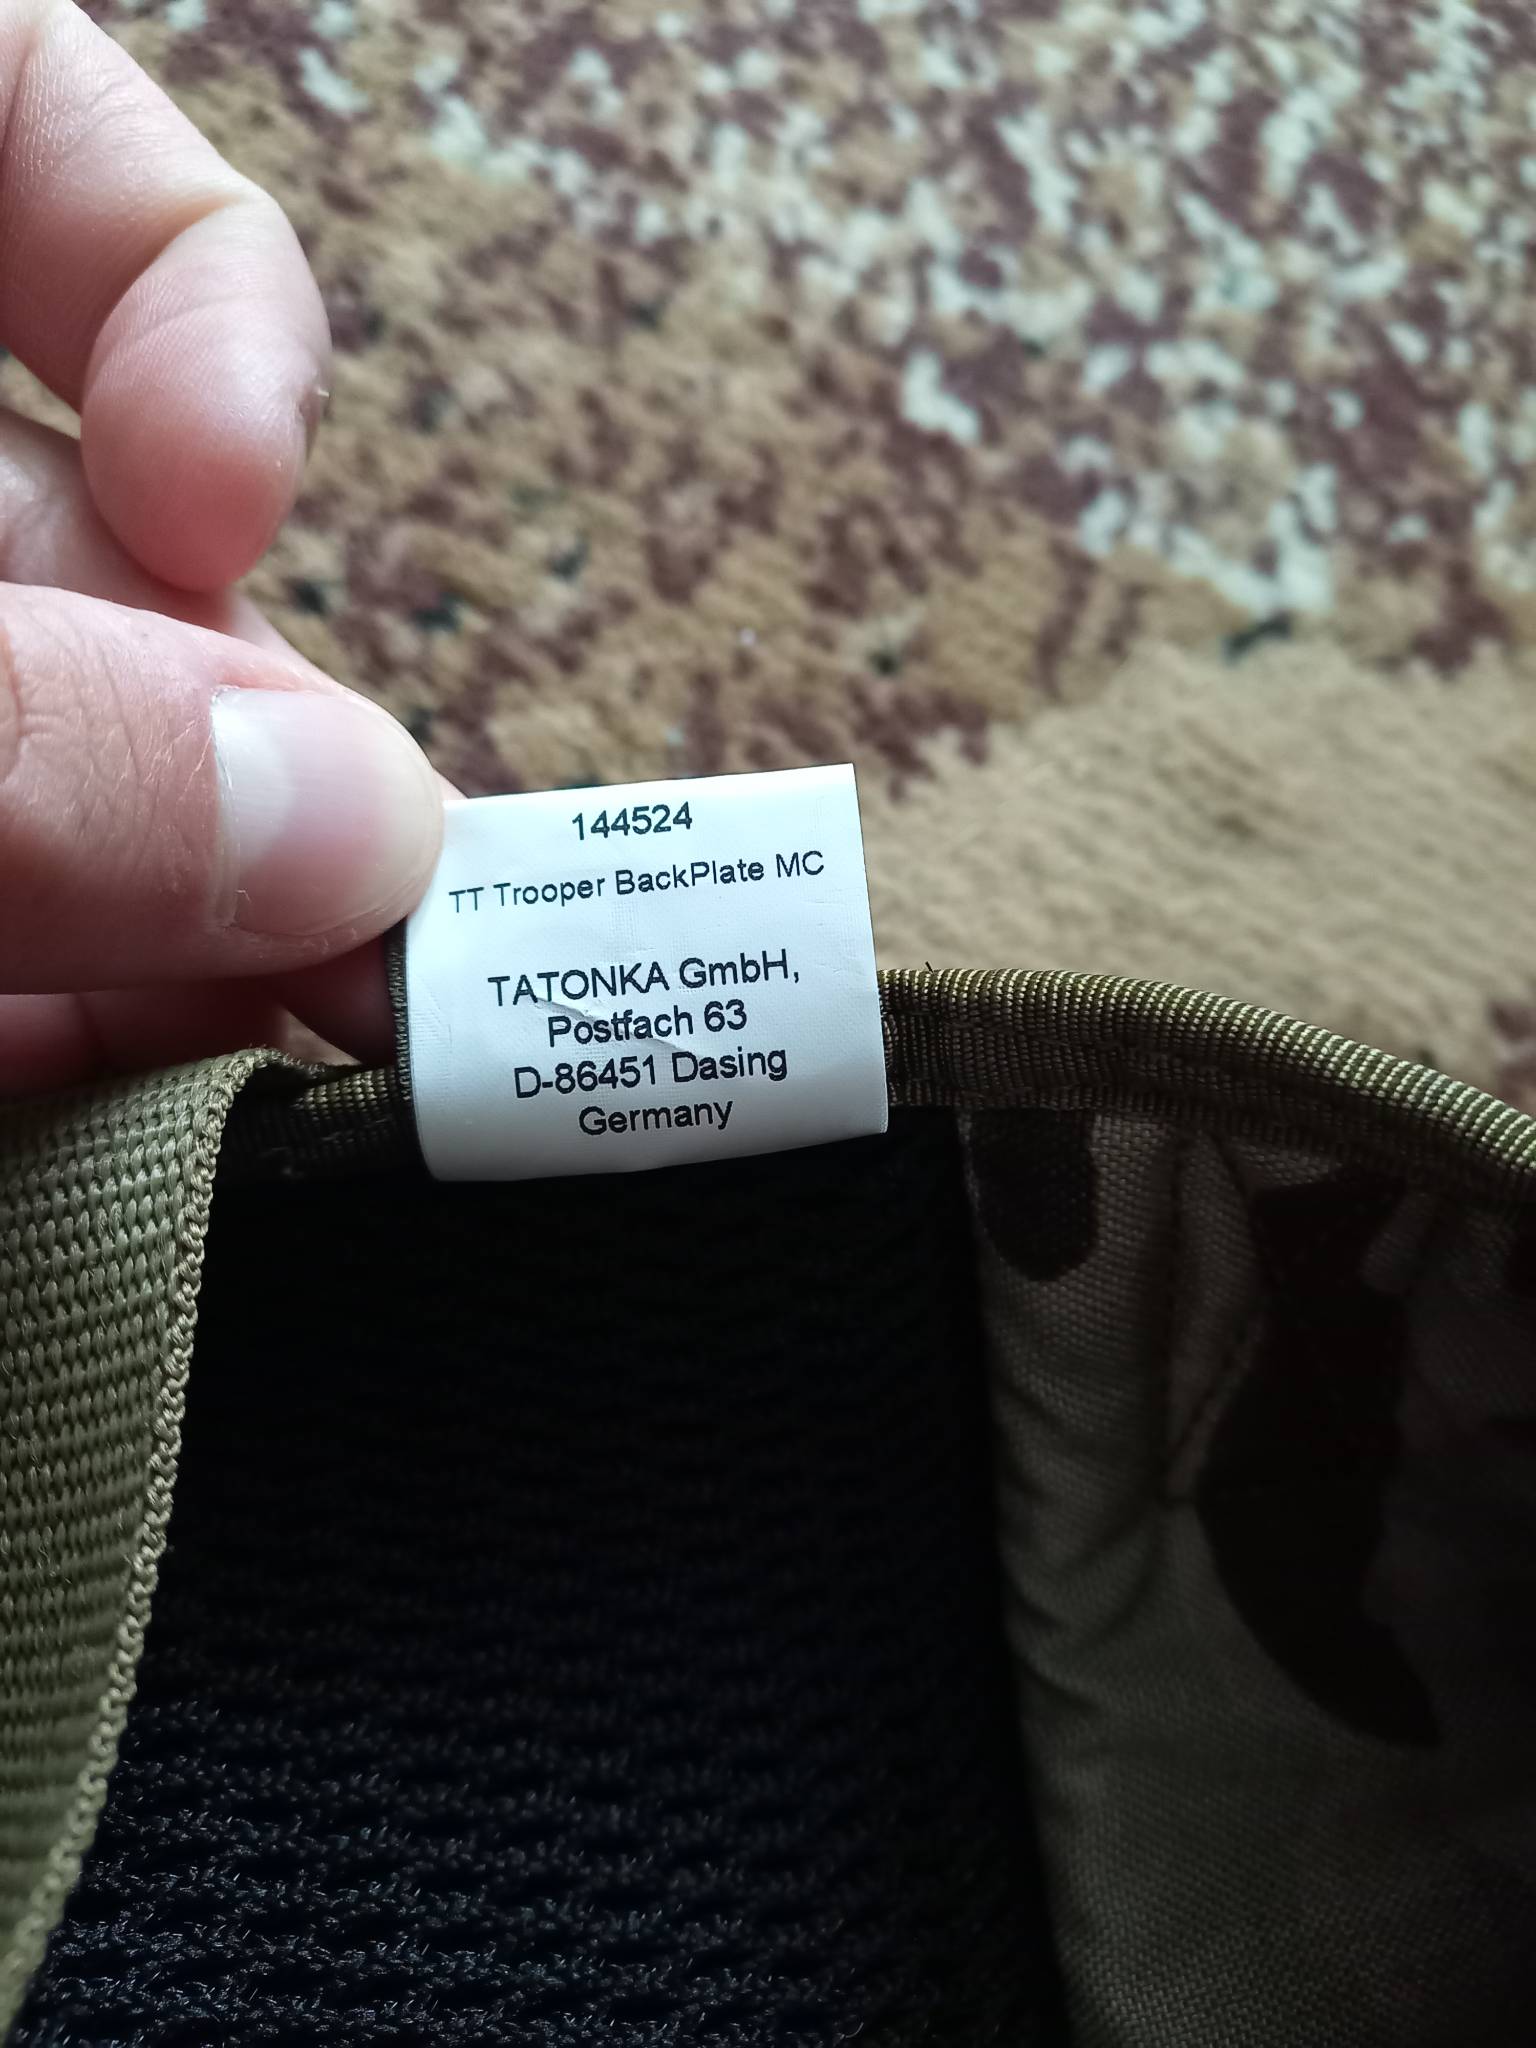 144524
TT Trooper BackPlate MC
TATONKA GmbH,
Postfach 63
D-86451 Dasing
Germany